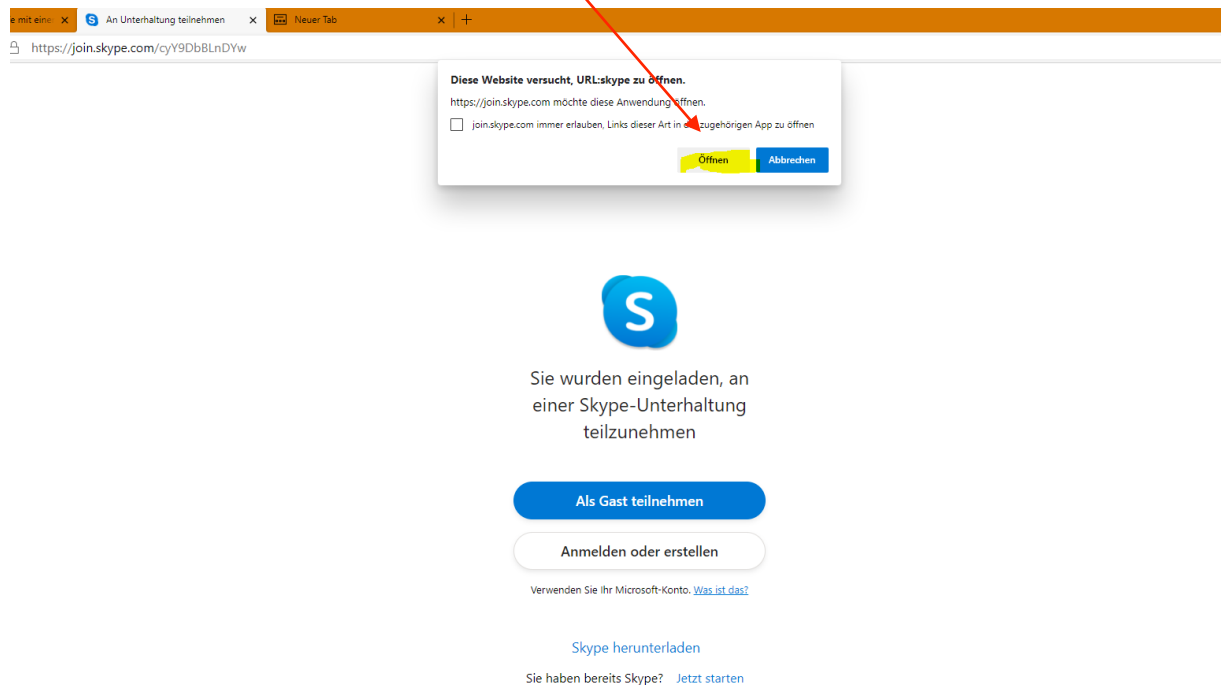 e mit eine
An Unterhaltung teilnehmen
Neuer Tab
https://join.skype.com/cyY9DbBLnDYw
Diese Website versucht, URL:skype zu öffnen.
https://join.skype.com möchte diese Anwendung öffnen.
join.skype.com immer erlauben, Links dieser Art in zugehörigen App zu öffnen
Öffnen
Abbrechen
S
Sie wurden eingeladen, an
einer Skype-Unterhaltung
teilzunehmen
Als Gast teilnehmen
Anmelden oder erstellen
Verwenden Sie Ihr Microsoft-Konto. Was ist das?
Skype herunterladen
Sie haben bereits Skype? Jetzt starten